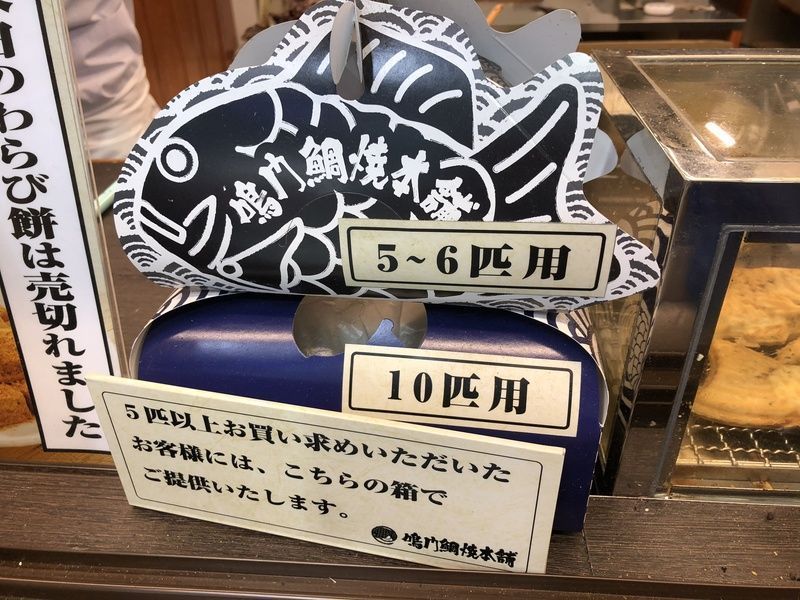 日のわらび餅は売切れました
鳴門鯛焼本舗
5~6匹用
10匹用
5匹以上お買い求めいただいた
お客様には、こちらの箱で
ご提供いたします。
鳴門鯛焼本舗